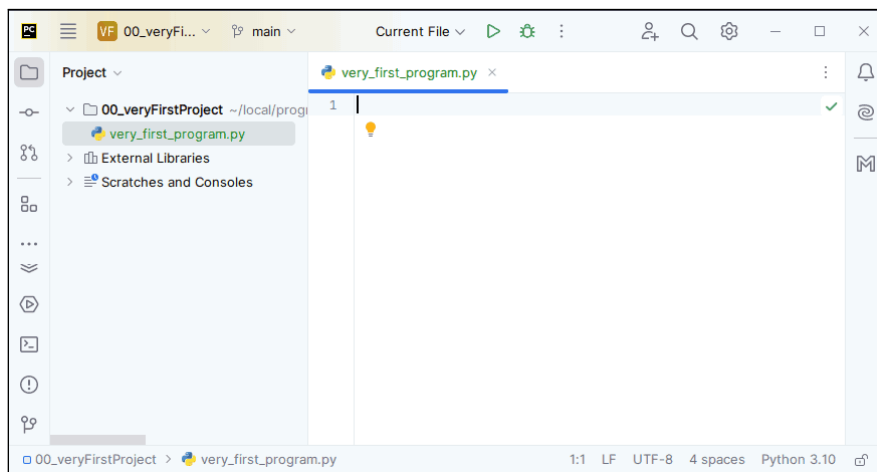 PC VF 00_veryFi... main Current File
Project
very_first_program.py
00_veryFirstProject ~/local/progr
1
very_first_program.py
External Libraries
Scratches and Consoles
00_veryFirstProject > very_first_program.py 1:1 LF UTF-8 4 spaces Python 3.10